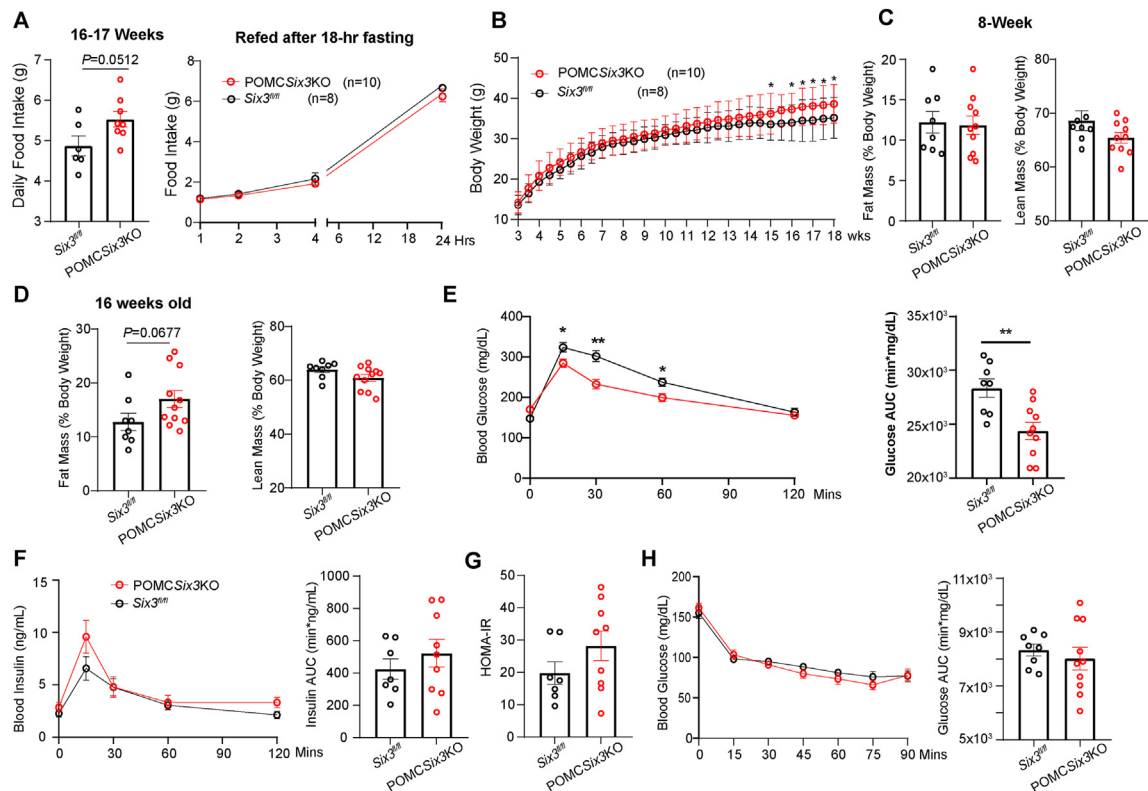 A
16-17 Weeks
P=0.0512
Daily Food Intake (g)
7
6
5
4
3
Six3fl/fl
POMCSix3KO
Refed after 18-hr fasting
POMCSix3KO (n=10)
Six3fl/fl (n=8)
Food Intake (g)
8
6
4
2
0
1 2 4 6 12 18 24 Hrs
B
POMCSix3KO (n=10)
Six3fl/fl (n=8)
* * * * * *
Body Weight (g)
50
40
30
20
10
3 4 5 6 7 8 9 10 11 12 13 14 15 16 17 18 wks
C
8-Week
Fat Mass (% Body Weight)
20
15
10
5
0
Six3fl/fl
POMCSix3KO
Lean Mass (% Body Weight)
80
70
60
50
Six3fl/fl
POMCSix3KO
D
16 weeks old
P=0.0677
Fat Mass (% Body Weight)
30
20
10
0
Six3fl/fl
POMCSix3KO
Lean Mass (% Body Weight)
80
60
40
20
Six3fl/fl
POMCSix3KO
E
Blood Glucose (mg/dL)
400
300
200
100
0
* ** *
0 30 60 90 120 Mins
Glucose AUC (min*mg/dL)
35x10³
30x10³
25x10³
20x10³
**
Six3fl/fl
POMCSix3KO
F
POMCSix3KO
Six3fl/fl
Blood Insulin (ng/mL)
15
10
5
0
0 30 60 90 120 Mins
Insulin AUC (min*ng/mL)
1000
800
600
400
200
0
Six3fl/fl
POMCSix3KO
G
HOMA-IR
50
40
30
20
10
0
Six3fl/fl
POMCSix3KO
H
Blood Glucose (mg/dL)
200
150
100
50
0
0 15 30 45 60 75 90 Mins
Glucose AUC (min*mg/dL)
11x10³
9x10³
7x10³
5x10³
Six3fl/fl
POMCSix3KO